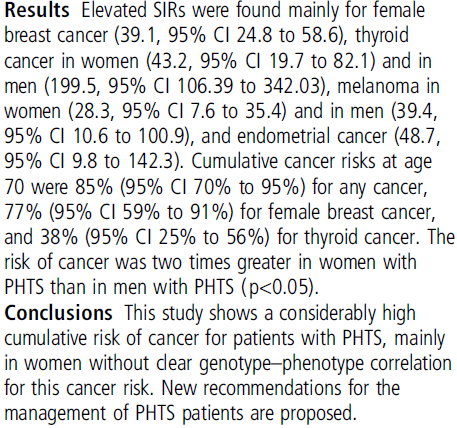 Results Elevated SIRs were found mainly for female
breast cancer (39.1, 95% CI 24.8 to 58.6), thyroid
cancer in women (43.2, 95% CI 19.7 to 82.1) and in
men (199.5, 95% CI 106.39 to 342.03), melanoma in
women (28.3, 95% CI 7.6 to 35.4) and in men (39.4,
95% CI 10.6 to 100.9), and endometrial cancer (48.7,
95% CI 9.8 to 142.3). Cumulative cancer risks at age
70 were 85% (95% CI 70% to 95%) for any cancer,
77% (95% CI 59% to 91%) for female breast cancer,
and 38% (95% CI 25% to 56%) for thyroid cancer. The
risk of cancer was two times greater in women with
PHTS than in men with PHTS (p<0.05).
Conclusions This study shows a considerably high
cumulative risk of cancer for patients with PHTS, mainly
in women without clear genotype–phenotype correlation
for this cancer risk. New recommendations for the
management of PHTS patients are proposed.